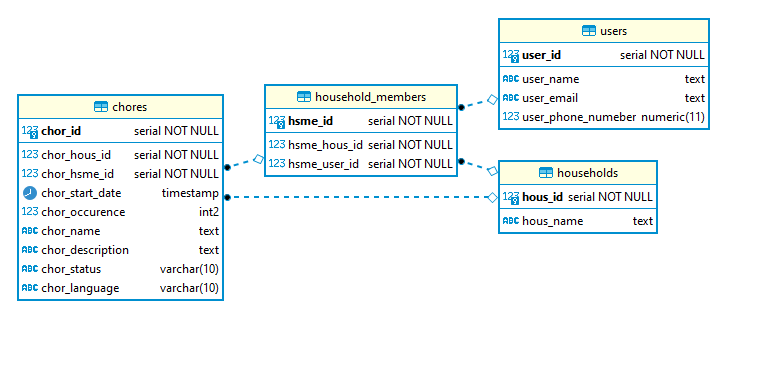 chores
123 chor_id serial NOT NULL
123 chor_hous_id serial NOT NULL
123 chor_hsme_id serial NOT NULL
chor_start_date timestamp
123 chor_occurence int2
ABC chor_name text
ABC chor_description text
ABC chor_status varchar(10)
ABC chor_language varchar(10)
household_members
123 hsme_id serial NOT NULL
123 hsme_hous_id serial NOT NULL
123 hsme_user_id serial NOT NULL
users
123 user_id serial NOT NULL
ABC user_name text
ABC user_email text
123 user_phone_numeber numeric(11)
households
123 hous_id serial NOT NULL
ABC hous_name text